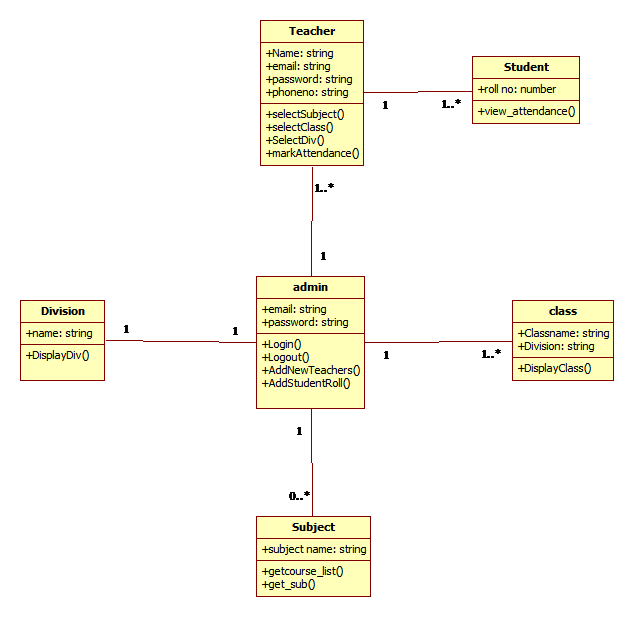 Teacher
+Name: string
+email: string
+password: string
+phoneno: string
+selectSubject()
+selectClass()
+SelectDiv()
+markAttendance()
Student
+roll no: number
+view_attendance()
1
1..*
1..*
1
admin
+email: string
+password: string
+Login()
+Logout()
+AddNewTeachers()
+AddStudentRoll()
Division
+name: string
+DisplayDiv()
1
1
class
+Classname: string
+Division: string
+DisplayClass()
1
1..*
1
0..*
Subject
+subject name: string
+getcourse_list()
+get_sub()